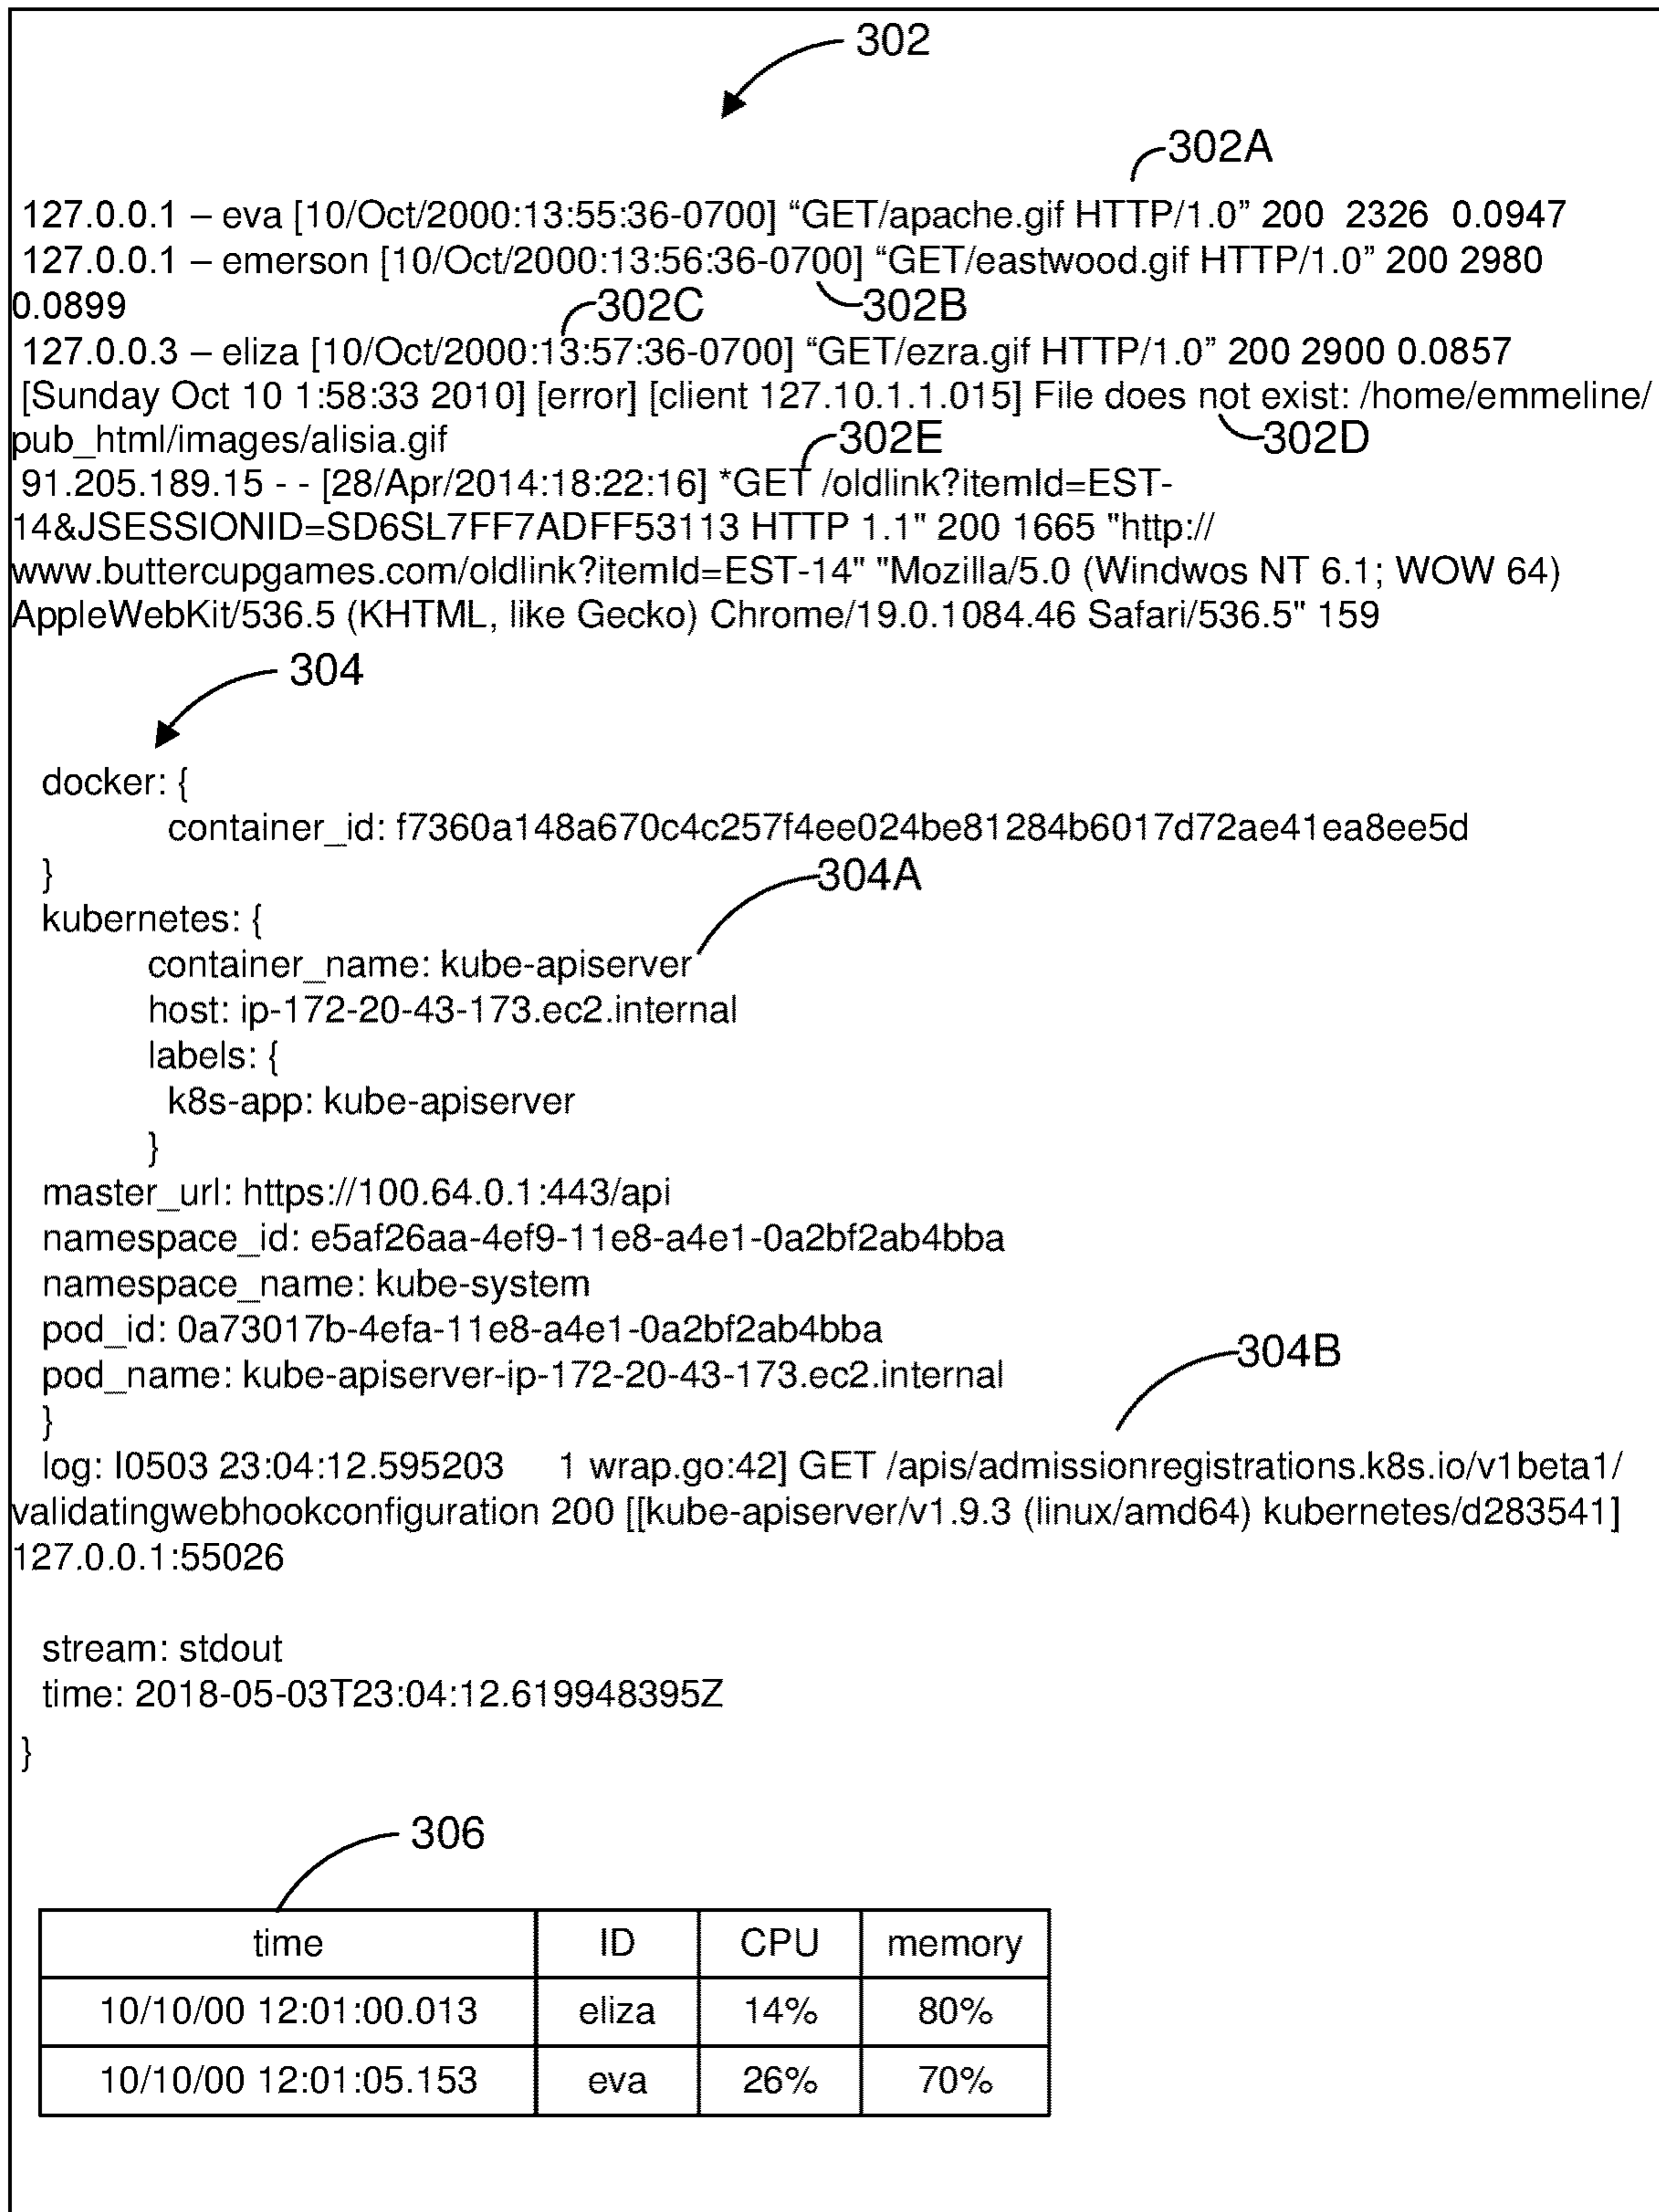 302
302A
127.0.0.1 – eva [10/Oct/2000:13:55:36-0700] “GET/apache.gif HTTP/1.0” 200 2326 0.0947
127.0.0.1 – emerson [10/Oct/2000:13:56:36-0700] “GET/eastwood.gif HTTP/1.0” 200 2980
0.0899
302C
302B
127.0.0.3 – eliza [10/Oct/2000:13:57:36-0700] “GET/ezra.gif HTTP/1.0” 200 2900 0.0857
[Sunday Oct 10 1:58:33 2010] [error] [client 127.10.1.1.015] File does not exist: /home/emmeline/
pub_html/images/alisia.gif
302E
302D
91.205.189.15 - - [28/Apr/2014:18:22:16] *GET /oldlink?itemId=EST-
14&JSESSIONID=SD6SL7FF7ADFF53113 HTTP 1.1" 200 1665 "http://
www.buttercupgames.com/oldlink?itemId=EST-14" "Mozilla/5.0 (Windwos NT 6.1; WOW 64)
AppleWebKit/536.5 (KHTML, like Gecko) Chrome/19.0.1084.46 Safari/536.5" 159
304
docker: {
container_id: f7360a148a670c4c257f4ee024be81284b6017d72ae41ea8ee5d
}
304A
kubernetes: {
container_name: kube-apiserver
host: ip-172-20-43-173.ec2.internal
labels: {
k8s-app: kube-apiserver
}
master_url: https://100.64.0.1:443/api
namespace_id: e5af26aa-4ef9-11e8-a4e1-0a2bf2ab4bba
namespace_name: kube-system
pod_id: 0a73017b-4efa-11e8-a4e1-0a2bf2ab4bba
304B
pod_name: kube-apiserver-ip-172-20-43-173.ec2.internal
}
log: I0503 23:04:12.595203 1 wrap.go:42] GET /apis/admissionregistrations.k8s.io/v1beta1/
validatingwebhookconfiguration 200 [[kube-apiserver/v1.9.3 (linux/amd64) kubernetes/d283541]
127.0.0.1:55026
stream: stdout
time: 2018-05-03T23:04:12.619948395Z
}
306
time ID CPU memory
10/10/00 12:01:00.013 eliza 14% 80%
10/10/00 12:01:05.153 eva 26% 70%